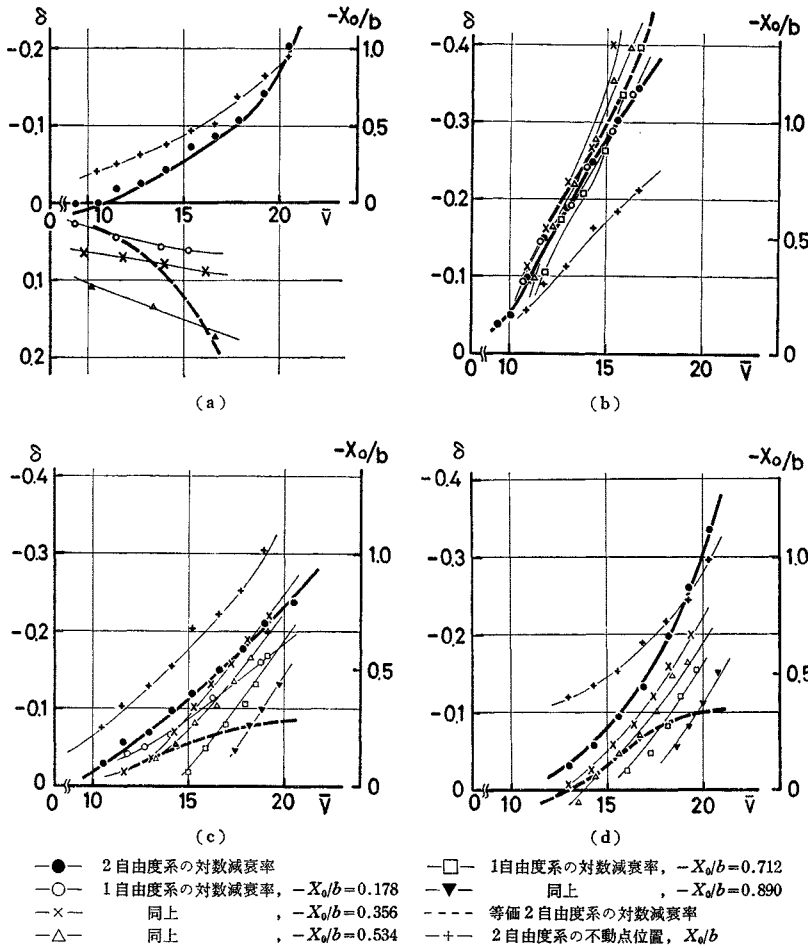 δ -X₀/b
-0.2 1.0
-0.1 0.5
0 0
0 10 15 20 V̄
0.1
0.2
(a)
-X₀/b
-0.4
1.0
-0.3
-0.2
0.5
-0.1
0 0
0 10 15 20 V̄
(b)
δ -X₀/b
-0.4
-0.3 1.0
-0.2
0.5
-0.1
0 0
0 10 15 20 V̄
(c)
δ -X₀/b
-0.4
-0.3 1.0
-0.2
0.5
-0.1
0 0
0 10 15 20 V̄
(d)
2自由度系の対数減衰率
1自由度系の対数減衰率, -X₀/b=0.178
同上 , -X₀/b=0.356
同上 , -X₀/b=0.534
1自由度系の対数減衰率, -X₀/b=0.712
同上 , -X₀/b=0.890
等価2自由度系の対数減衰率
2自由度系の不動点位置, X₀/b